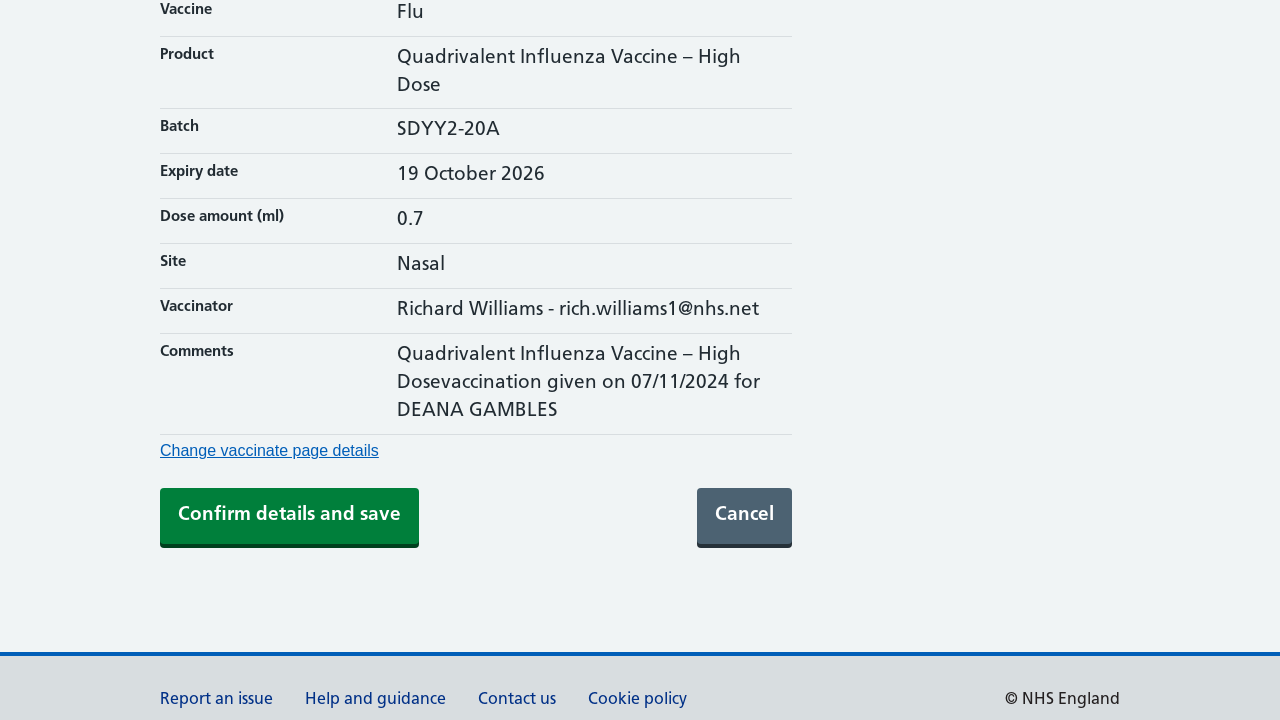 Vaccine Flu
Product Quadrivalent Influenza Vaccine – High
Dose
Batch SDYY2-20A
Expiry date 19 October 2026
Dose amount (ml) 0.7
Site Nasal
Vaccinator Richard Williams - rich.williams1@nhs.net
Comments Quadrivalent Influenza Vaccine – High
Dosevaccination given on 07/11/2024 for
DEANA GAMBLES
Change vaccinate page details
Confirm details and save Cancel
Report an issue Help and guidance Contact us Cookie policy © NHS England